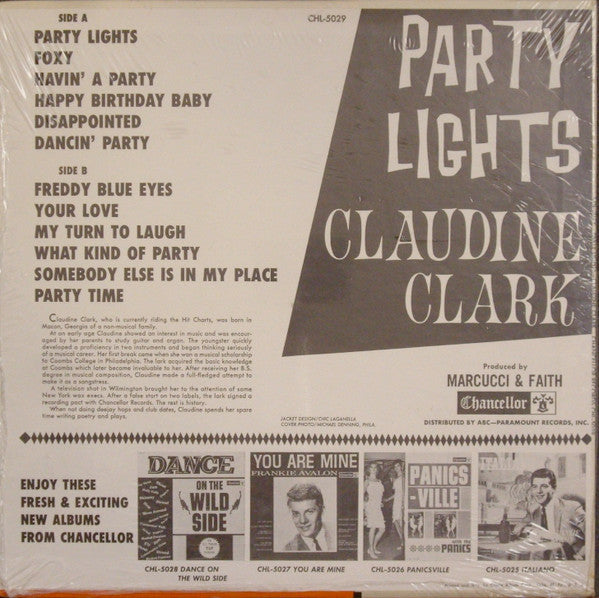 SIDE A
PARTY LIGHTS
FOXY
HAVIN' A PARTY
HAPPY BIRTHDAY BABY
DISAPPOINTED
DANCIN' PARTY
SIDE B
FREDDY BLUE EYES
YOUR LOVE
MY TURN TO LAUGH
WHAT KIND OF PARTY
SOMEBODY ELSE IS IN MY PLACE
PARTY TIME
CHL-5029
PARTY
LIGHTS
CLAUDINE
CLARK
Claudine Clark, who is currently riding the Hit Charts, was born in
Macon, Georgia of a non-musical family.
At an early age Claudine showed an interest in music and was encour-
aged by her parents to study guitar and organ. The youngster quickly
developed a proficiency in two instruments and began thinking seriously
of a musical career. Her first break came when she won a musical scholarship
to Coombs College in Philadelphia. The lark acquired the basic knowledge
at Coombs which later became invaluable to her. After receiving her B.S.
degree in musical composition, Claudine made a full-fledged attempt to
make it as a songstress.
A television shot in Wilmington brought her to the attention of some
New York wax execs. After a false start on two labels, the lark signed a
recording pact with Chancellor Records. The rest is history.
When not doing deejay hops and club dates, Claudine spends her spare
time writing poetry and plays.
JACKET DESIGN/CHIC LAGANELLA
COVER PHOTO/MICHAEL DENNING, PHILA.
Produced by
MARCUCCI & FAITH
Chancellor
DISTRIBUTED BY ABC—PARAMOUNT RECORDS, INC.
ENJOY THESE
FRESH & EXCITING
NEW ALBUMS
FROM CHANCELLOR
DANCE
ON THE
WILD
SIDE
CHL-5028 DANCE ON
THE WILD SIDE
YOU ARE MINE
FRANKIE AVALON
CHL-5027 YOU ARE MINE
PANICS
-VILLE
with the
PANICS
CHL-5026 PANICSVILLE
CHL-5025 ITALIANO